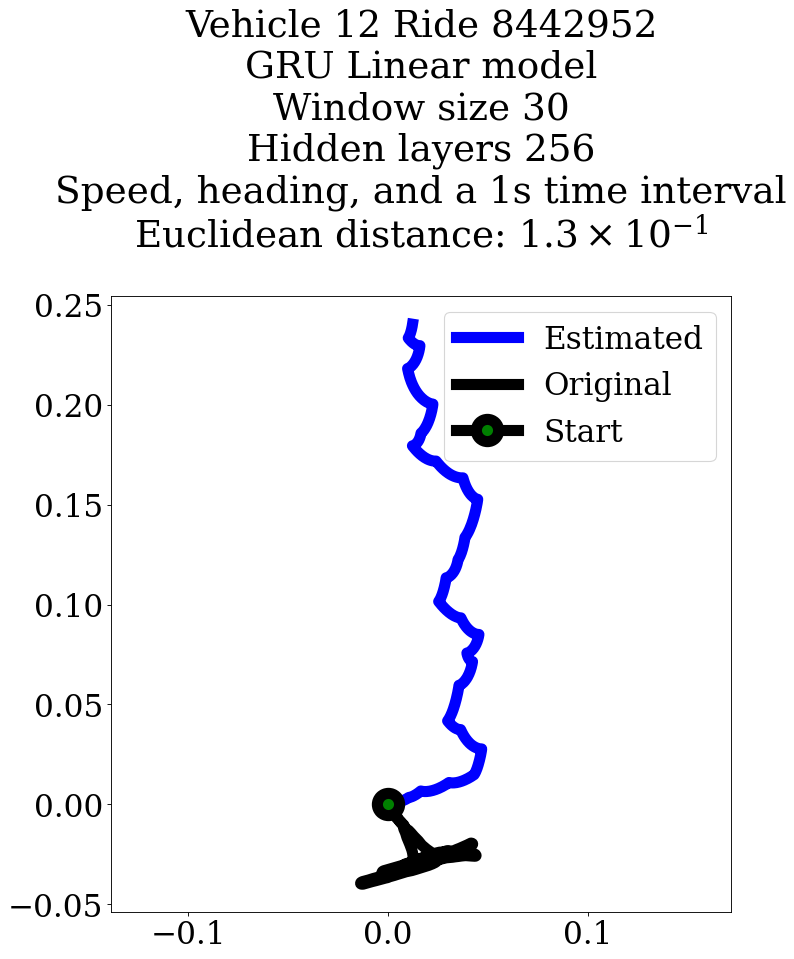 Vehicle 12 Ride 8442952
GRU Linear model
Window size 30
Hidden layers 256
Speed, heading, and a 1s time interval
Euclidean distance: 1.3 × 10⁻¹
0.25
Estimated
Original
Start
0.20
0.15
0.10
0.05
0.00
−0.05
−0.1
0.0
0.1